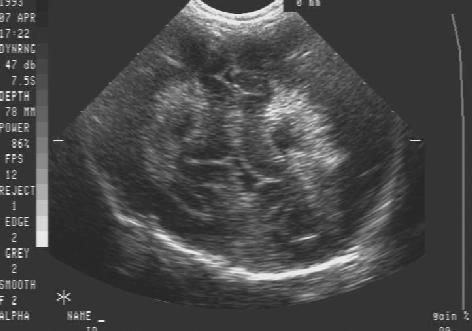 1993
07 APR
17:22
DYNRNG
47 db
7.5S
DEPTH
78 MM
POWER
86%
FPS
12
REJECT
1
EDGE
2
GREY
2
SMOOTH
F 2
ALPHA
0 mm
NAME _
ID
gain %